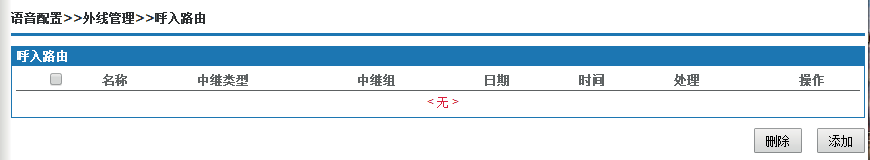 语音配置>>外线管理>>呼入路由
呼入路由
名称 中继类型 中继组 日期 时间 处理 操作
< 无 >
删除 添加